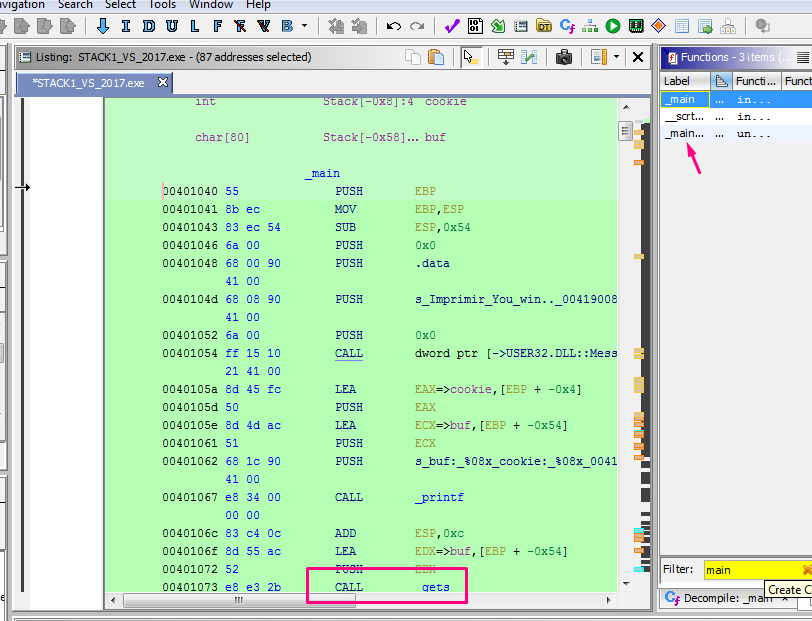 avigation Search Select Tools Window Help
I D U L F F V B
Listing: STACK1_VS_2017.exe - (87 addresses selected)
*STACK1_VS_2017.exe
int Stack[-0x8]:4 cookie
char[80] Stack[-0x58]... buf
_main
00401040 55 PUSH EBP
00401041 8b ec MOV EBP,ESP
00401043 83 ec 54 SUB ESP,0x54
00401046 6a 00 PUSH 0x0
00401048 68 00 90 PUSH .data
41 00
0040104d 68 08 90 PUSH s_Imprimir_You_win.._00419008
41 00
00401052 6a 00 PUSH 0x0
00401054 ff 15 10 CALL dword ptr [->USER32.DLL::Mess
21 41 00
0040105a 8d 45 fc LEA EAX=>cookie,[EBP + -0x4]
0040105d 50 PUSH EAX
0040105e 8d 4d ac LEA ECX=>buf,[EBP + -0x54]
00401061 51 PUSH ECX
00401062 68 1c 90 PUSH s_buf:_%08x_cookie:_%08x_0041
41 00
00401067 e8 34 00 CALL _printf
00 00
0040106c 83 c4 0c ADD ESP,0xc
0040106f 8d 55 ac LEA EDX=>buf,[EBP + -0x54]
00401072 52 PUSH EDX
00401073 e8 e3 2b CALL _gets
Functions - 3 items (...
Label Functi... Funct
_main ... in...
__scrt... ... in...
_main... ... un...
Filter: main
Create C
Decompile: _main